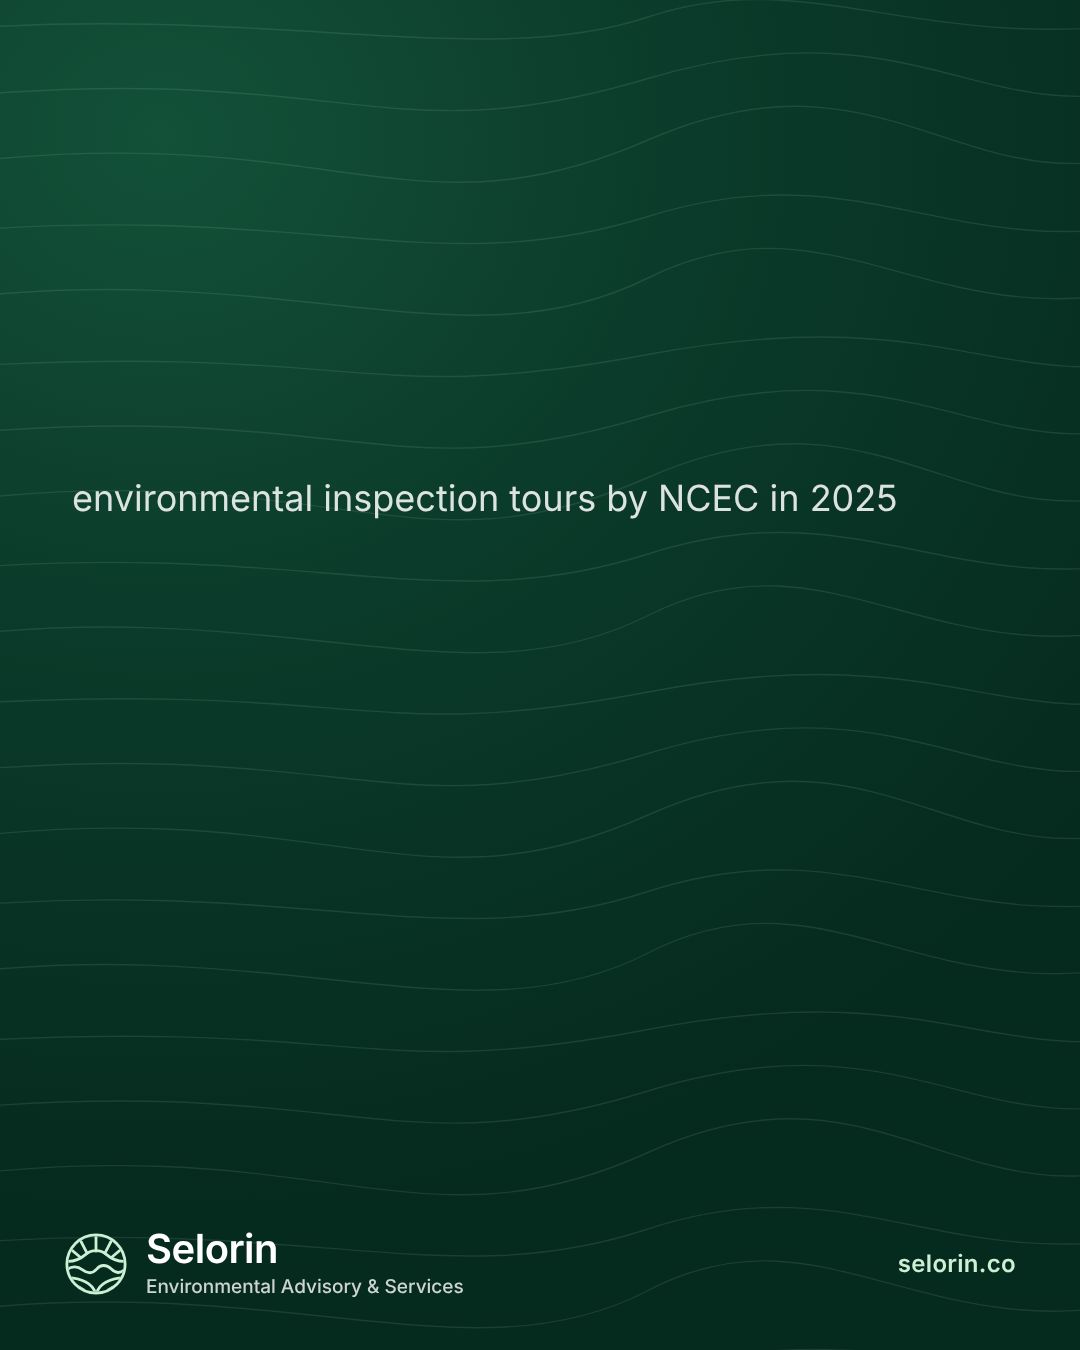 environmental inspection tours by NCEC in 2025
Selorin
Environmental Advisory & Services
selorin.co